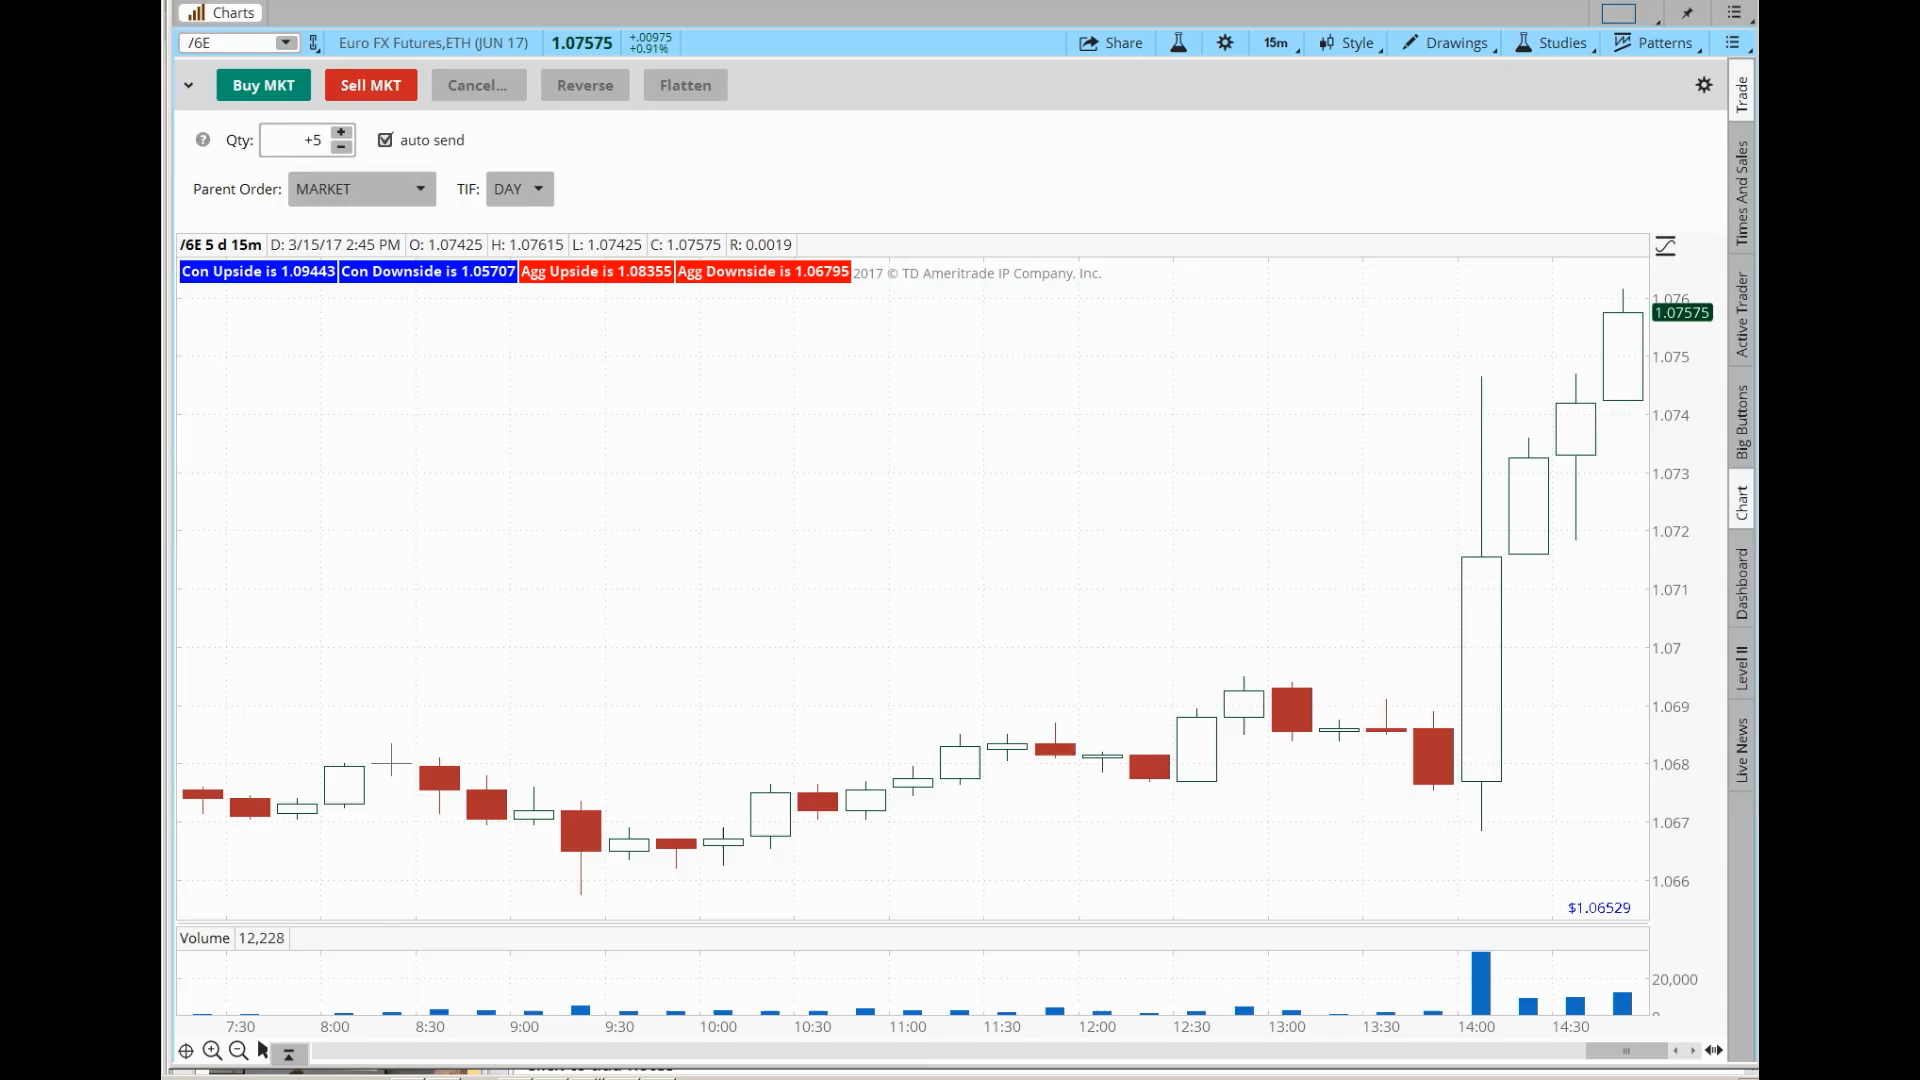 Charts
/6E
Euro FX Futures,ETH (JUN 17)
1.07575
+0.00975
+0.91%
Share
15m
Style
Drawings
Studies
Patterns
Buy MKT
Sell MKT
Cancel...
Reverse
Flatten
Qty: +5
auto send
Parent Order: MARKET
TIF: DAY
/6E 5 d 15m D: 3/15/17 2:45 PM O: 1.07425 H: 1.07615 L: 1.07425 C: 1.07575 R: 0.0019
Con Upside is 1.09443 Con Downside is 1.05707 Agg Upside is 1.08355 Agg Downside is 1.06795 2017 © TD Ameritrade IP Company, Inc.
1.076
1.07575
1.075
1.074
1.073
1.072
1.071
1.07
1.069
1.068
1.067
1.066
$1.06529
Volume 12,228
20,000
0
7:30 8:00 8:30 9:00 9:30 10:00 10:30 11:00 11:30 12:00 12:30 13:00 13:30 14:00 14:30
Trade
Times And Sales
Active Trader
Big Buttons
Chart
Dashboard
Level II
Live News